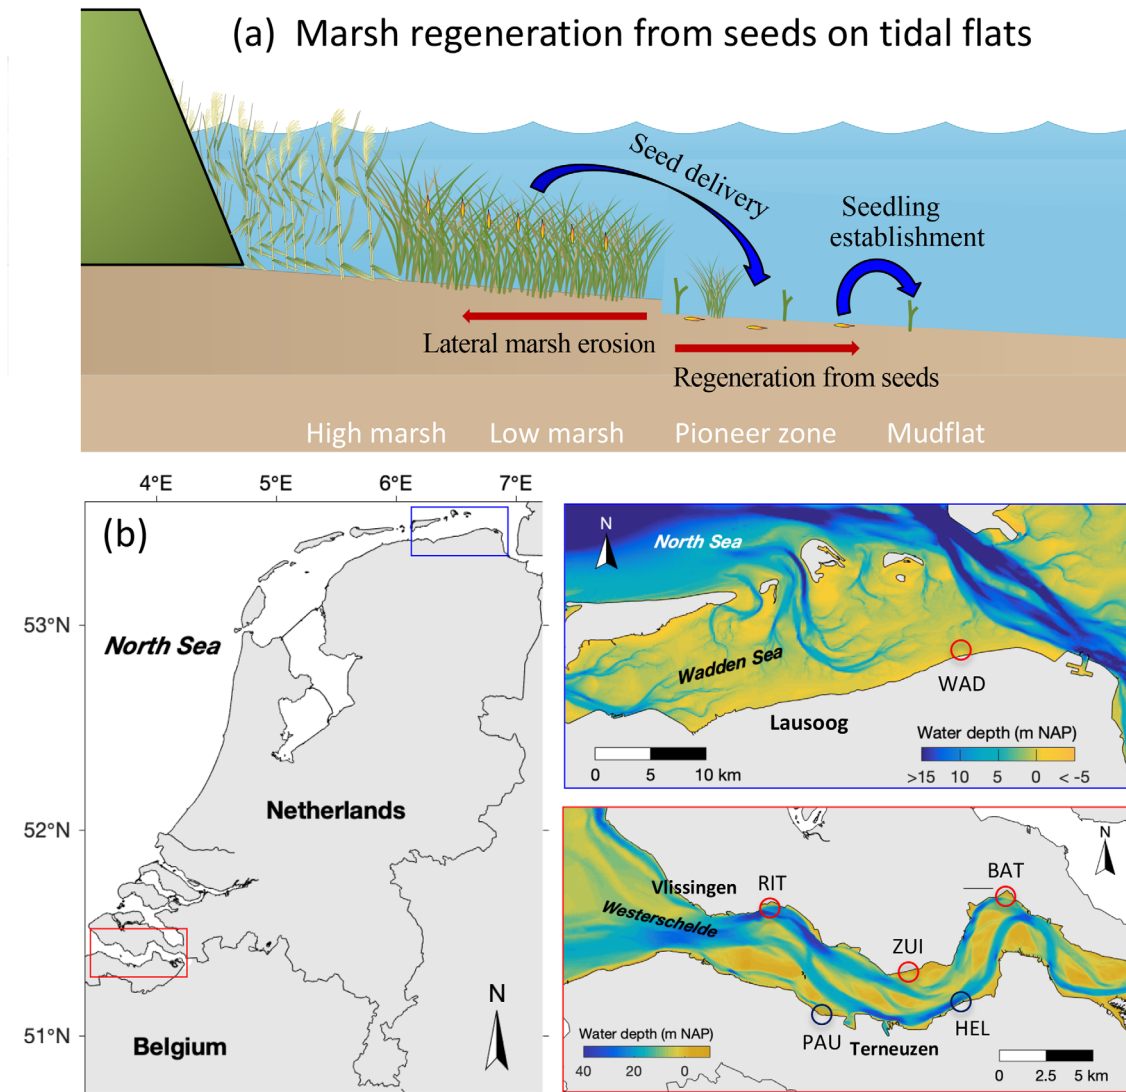 (a) Marsh regeneration from seeds on tidal flats
Seed delivery
Seedling
establishment
Lateral marsh erosion
Regeneration from seeds
High marsh Low marsh Pioneer zone Mudflat
4°E 5°E 6°E 7°E
(b)
53°N
52°N
51°N
North Sea
Netherlands
Belgium
N
N
North Sea
Wadden Sea
WAD
Lausoog
Water depth (m NAP)
>15 10 5 0 < -5
0 5 10 km
N
Vlissingen
RIT
BAT
Westerschelde
ZUI
HEL
PAU
Terneuzen
Water depth (m NAP)
40 20 0
0 2.5 5 km